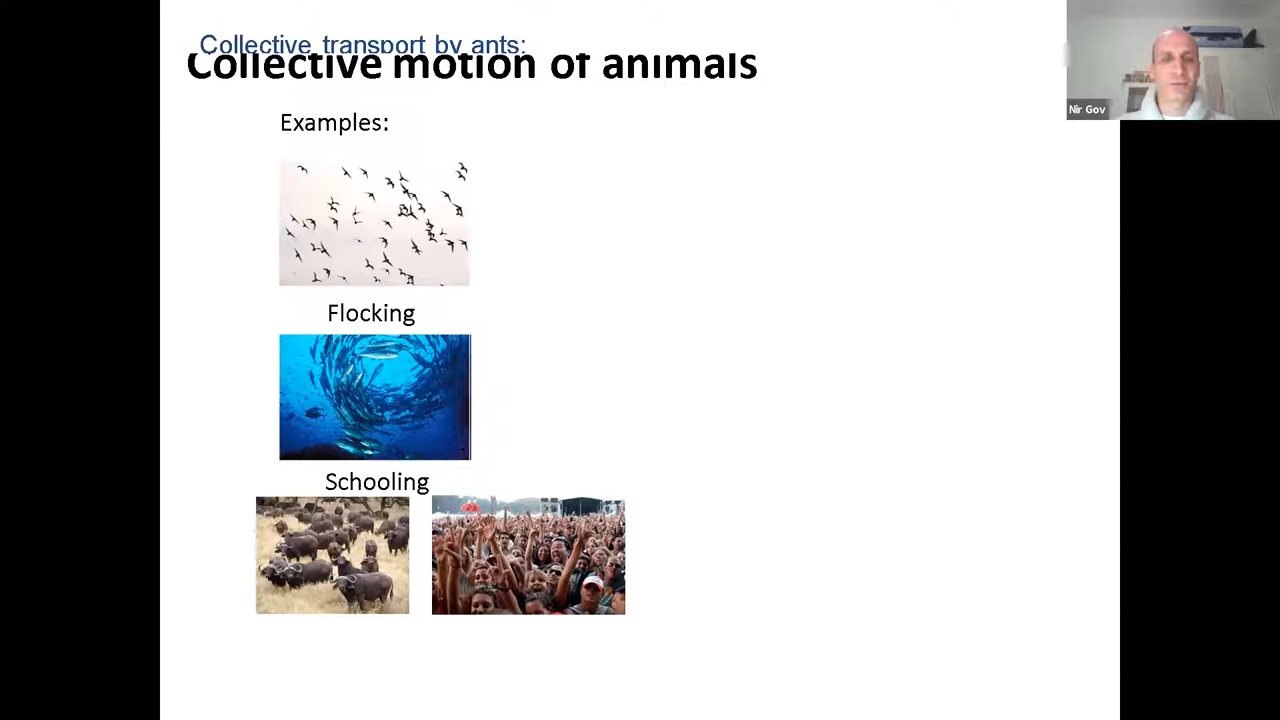 Collective transport by ants:
Collective motion of animals
Nir Gov
Examples:
Flocking
Schooling